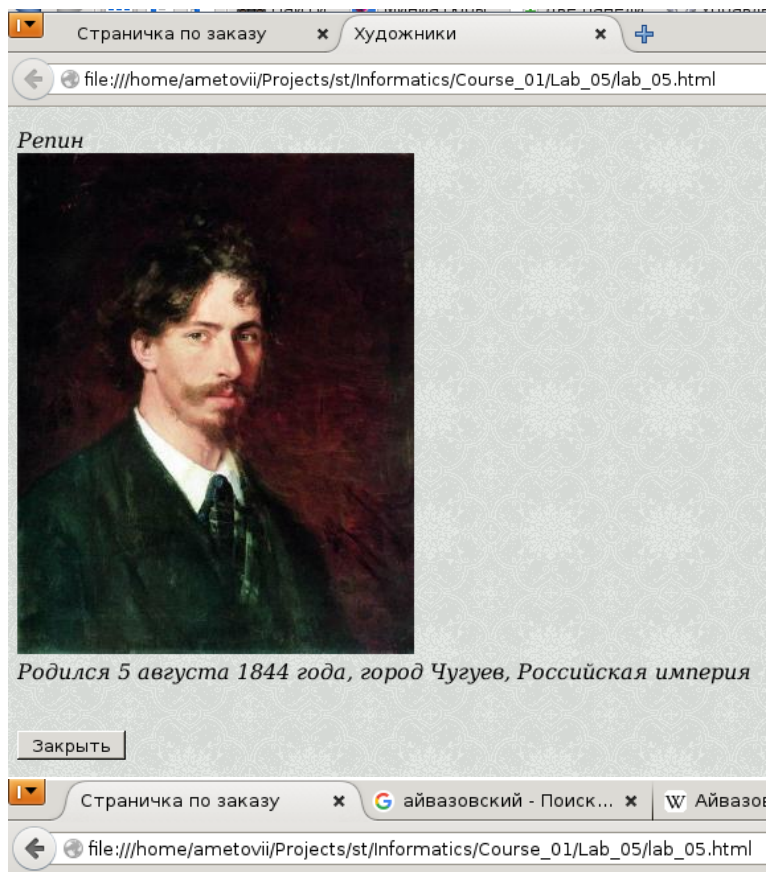 Страничка по заказу Художники
file:///home/ametovii/Projects/st/Informatics/Course_01/Lab_05/lab_05.html
Репин
Родился 5 августа 1844 года, город Чугуев, Российская империя
Закрыть
Страничка по заказу айвазовский - Поиск... W
file:///home/ametovii/Projects/st/Informatics/Course_01/Lab_05/lab_05.html